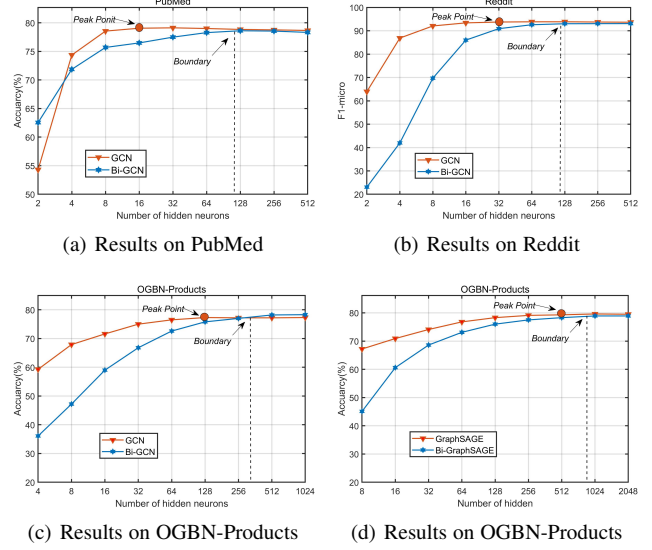 PubMed
Peak Ponit
Boundary
Accuarcy(%)
80
75
70
65
60
55
50
GCN
Bi-GCN
2 4 8 16 32 64 128 256 512
Number of hidden neurons
(a) Results on PubMed
Reddit
Peak Point
Boundary
F1-micro
100
90
80
70
60
50
40
30
20
GCN
Bi-GCN
2 4 8 16 32 64 128 256 512
Number of hidden neurons
(b) Results on Reddit
OGBN-Products
Peak Point
Boundary
Accuarcy(%)
90
80
70
60
50
40
30
20
GCN
Bi-GCN
4 8 16 32 64 128 256 512 1024
Number of hidden neurons
(c) Results on OGBN-Products
OGBN-Products
Peak Point
Boundary
Accuarcy(%)
90
80
70
60
50
40
30
20
GraphSAGE
Bi-GraphSAGE
8 16 32 64 128 256 512 1024 2048
Number of hidden
(d) Results on OGBN-Products